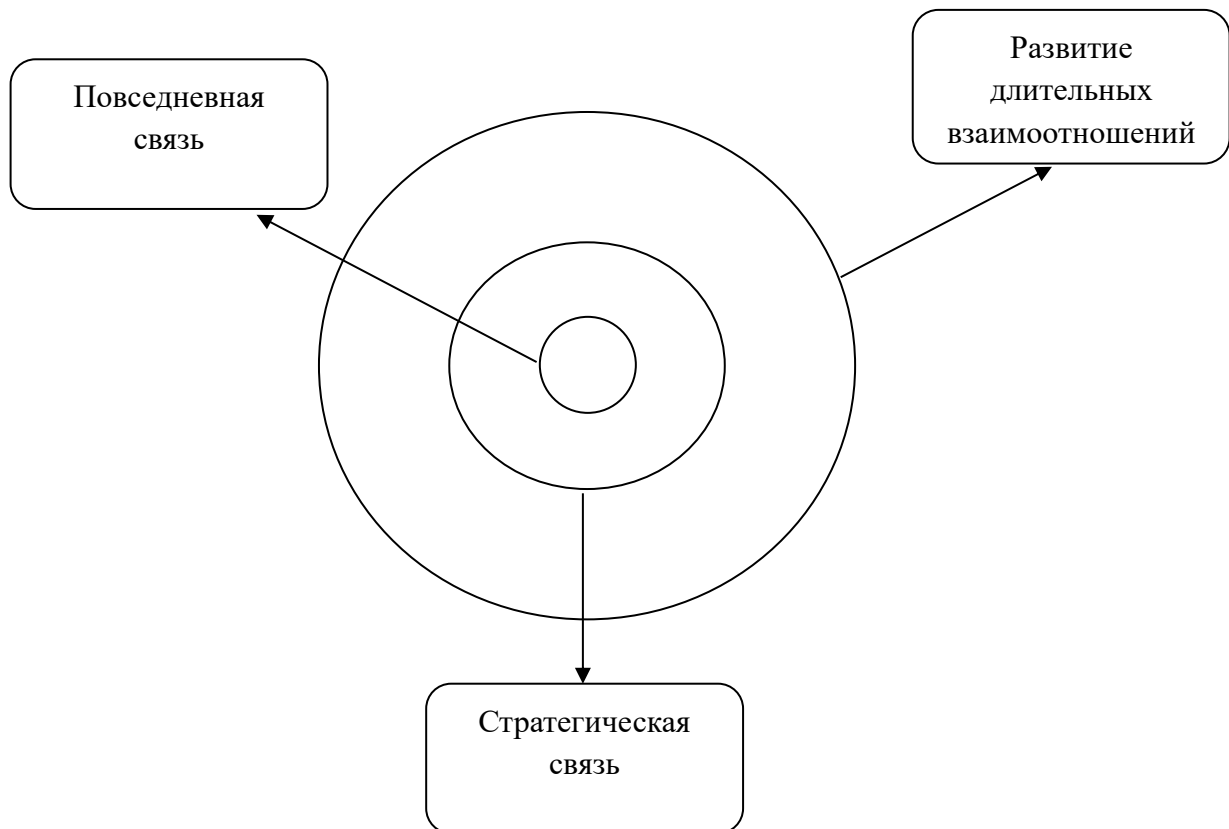 Повседневная
связь
Развитие
длительных
взаимоотношений
Стратегическая
связь